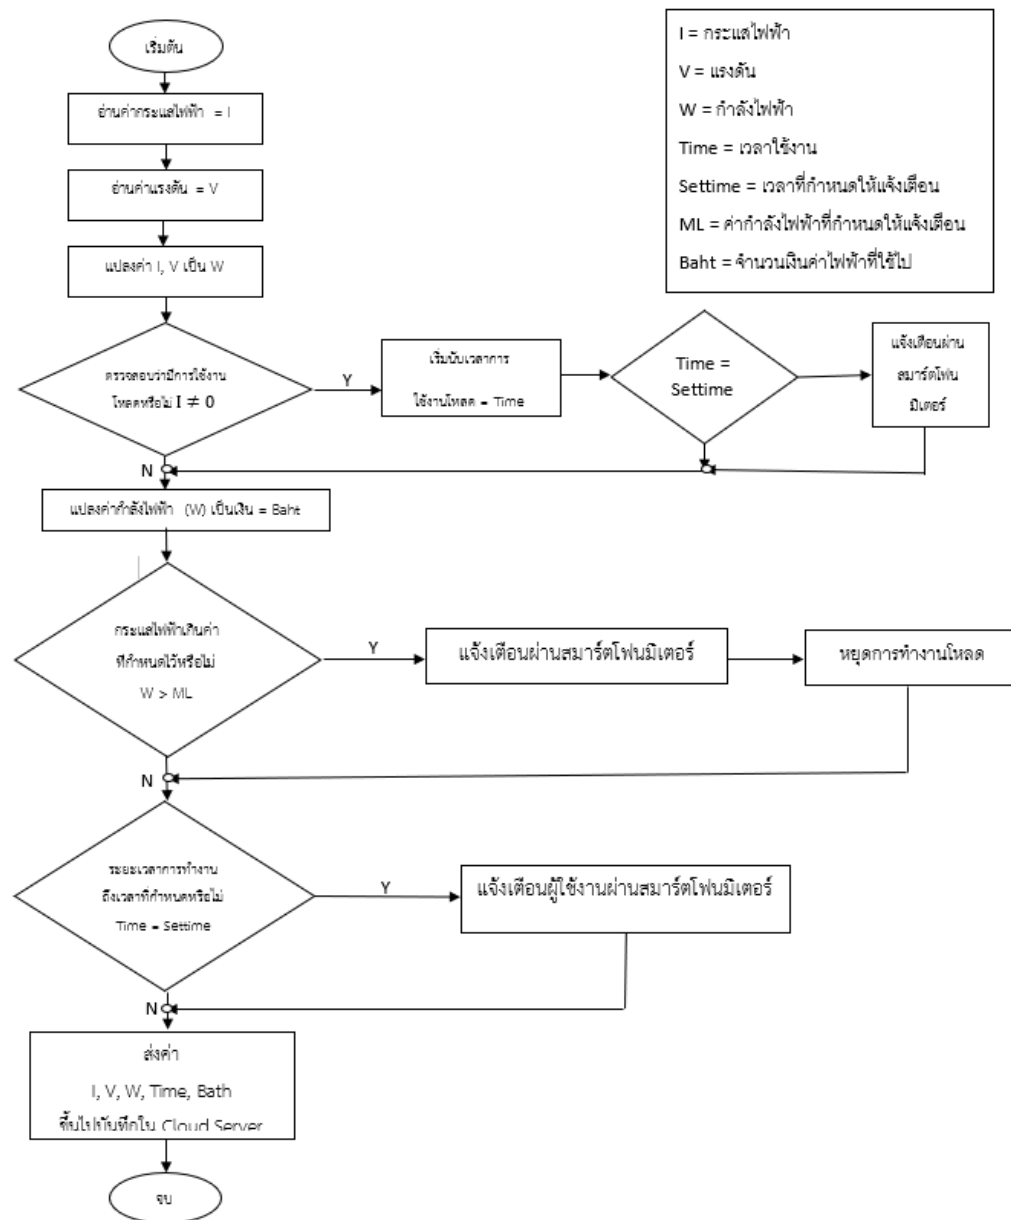 เริ่มต้น
I = กระแสไฟฟ้า
V = แรงดัน
W = กำลังไฟฟ้า
Time = เวลาใช้งาน
Settime = เวลาที่กำหนดให้แจ้งเตือน
ML = ค่ากำลังไฟฟ้าที่กำหนดให้แจ้งเตือน
Baht = จำนวนเงินค่าไฟฟ้าที่ใช้ไป
อ่านค่ากระแสไฟฟ้า = I
อ่านค่าแรงดัน = V
แปลงค่า I, V เป็น W
ตรวจสอบว่ามีการใช้งาน
โหลดหรือไม่ I ≠ 0
Y
เริ่มนับเวลาการ
ใช้งานโหลด = Time
Time =
Settime
แจ้งเตือนผ่าน
สมาร์ตโฟน
มิเตอร์
N
แปลงค่ากำลังไฟฟ้า (W) เป็นเงิน = Baht
กระแสไฟฟ้าเกินค่า
ที่กำหนดไว้หรือไม่
W > ML
Y
แจ้งเตือนผ่านสมาร์ตโฟนมิเตอร์
หยุดการทำงานโหลด
N
ระยะเวลาการทำงาน
ถึงเวลาที่กำหนดหรือไม่
Time = Settime
Y
แจ้งเตือนผู้ใช้งานผ่านสมาร์ตโฟนมิเตอร์
N
ส่งค่า
I, V, W, Time, Bath
ขึ้นไปบันทึกใน Cloud Server
จบ